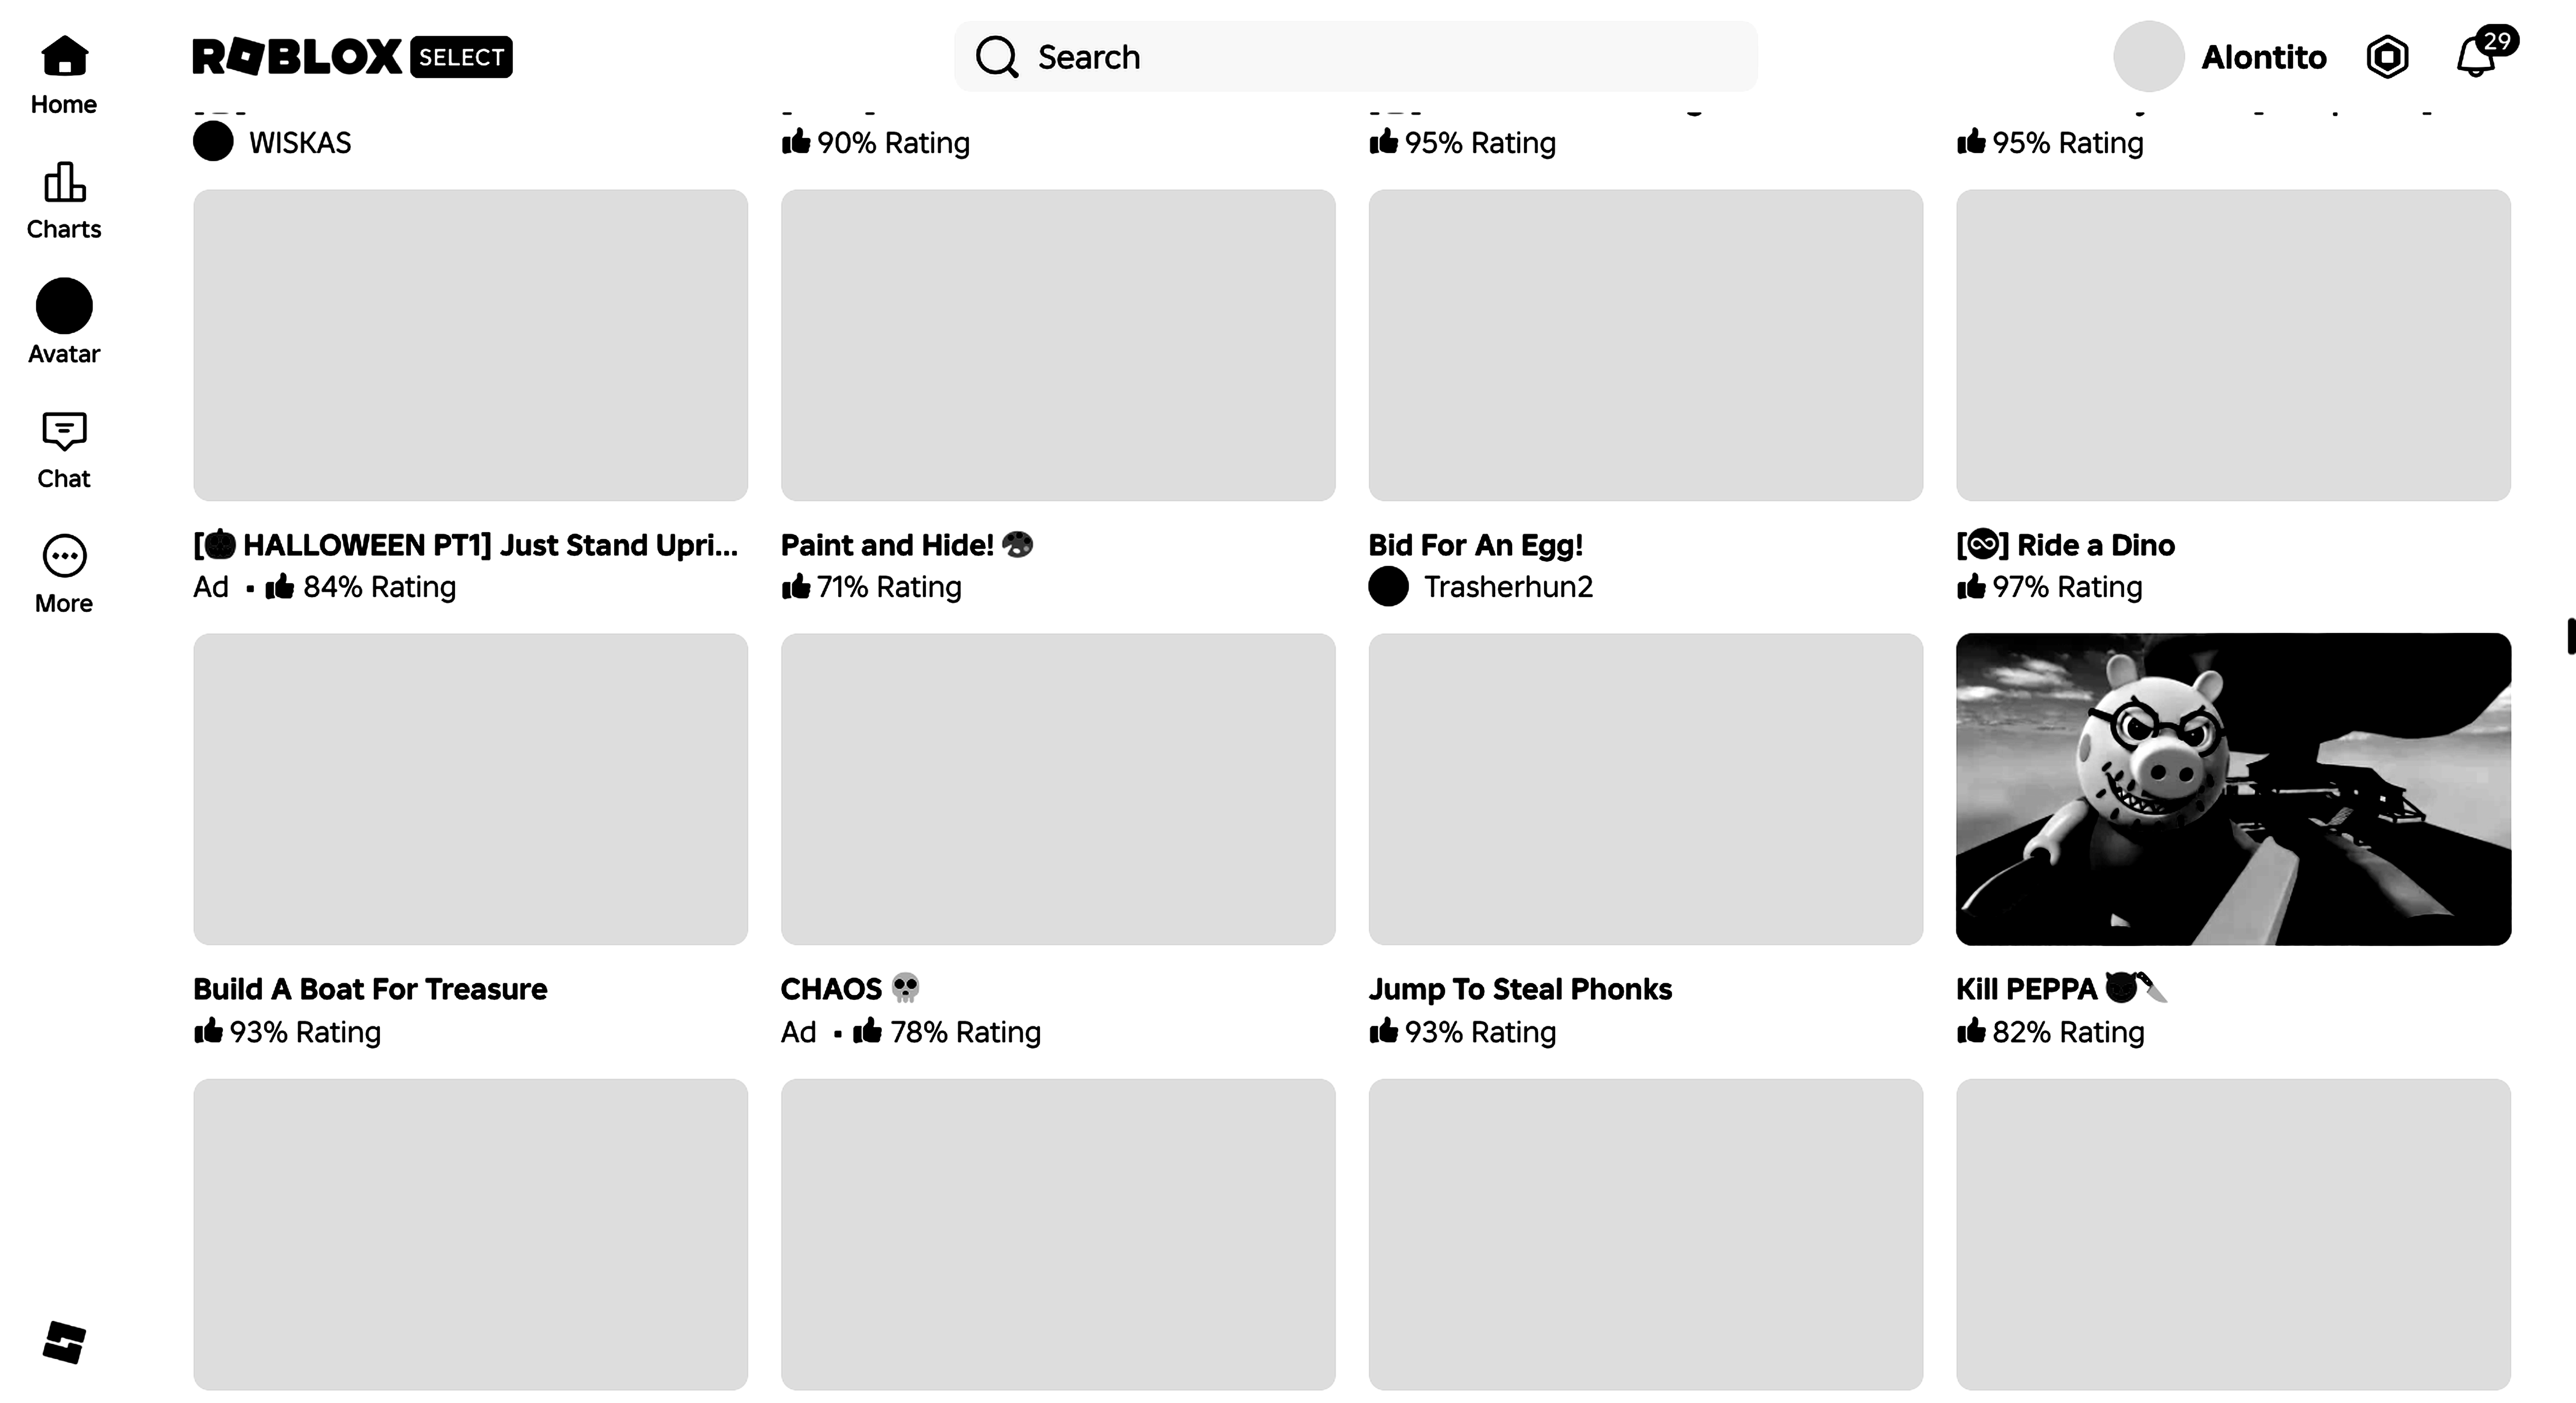 ROBLOX SELECT
Search
Alontito
29
Home
Charts
Avatar
Chat
More
WISKAS
90% Rating
95% Rating
95% Rating
[🎃 HALLOWEEN PT1] Just Stand Upri...
Ad • 84% Rating
Paint and Hide! 🎨
71% Rating
Bid For An Egg!
Trasherhun2
[♾] Ride a Dino
97% Rating
Build A Boat For Treasure
93% Rating
CHAOS 💀
Ad • 78% Rating
Jump To Steal Phonks
93% Rating
Kill PEPPA 😈🔪
82% Rating